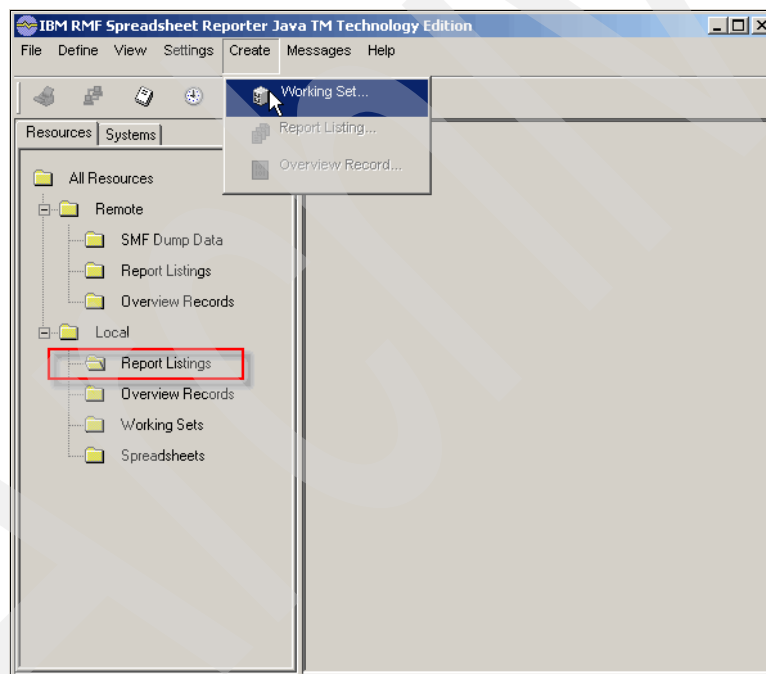 IBM RMF Spreadsheet Reporter Java TM Technology Edition
File Define View Settings Create Messages Help
Working Set...
Report Listing...
Overview Record...
Resources Systems
All Resources
Remote
SMF Dump Data
Report Listings
Overview Records
Local
Report Listings
Overview Records
Working Sets
Spreadsheets